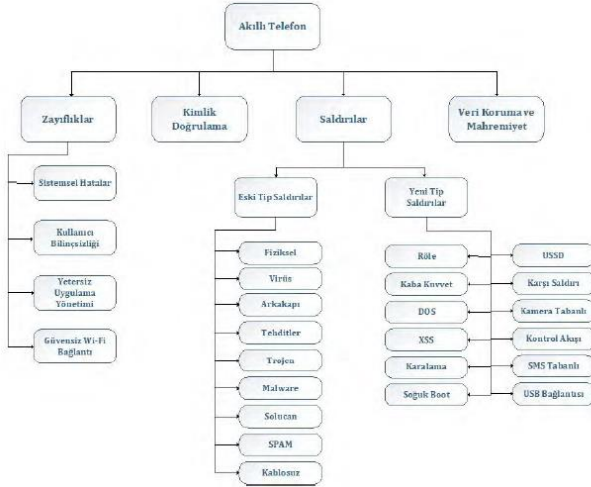 Akıllı Telefon
Zayıflıklar
Kimlik
Doğrulama
Saldırılar
Veri Koruma ve
Mahremiyet
Sistemsel Hatalar
Kullanıcı
Bilinçsizliği
Yetersiz
Uygulama
Yönetimi
Güvensiz Wi-Fi
Bağlantı
Eski Tip Saldırılar
Fiziksel
Virüs
Arkakapı
Tehditler
Trojen
Malware
Solucan
SPAM
Kablosuz
Yeni Tip
Saldırılar
Röle
Kaba Kuvvet
DOS
XSS
Karalama
Soğuk Boot
USSD
Karşı Saldırı
Kamera Tabanlı
Kontrol Akışı
SMS Tabanlı
USB Bağlantısı